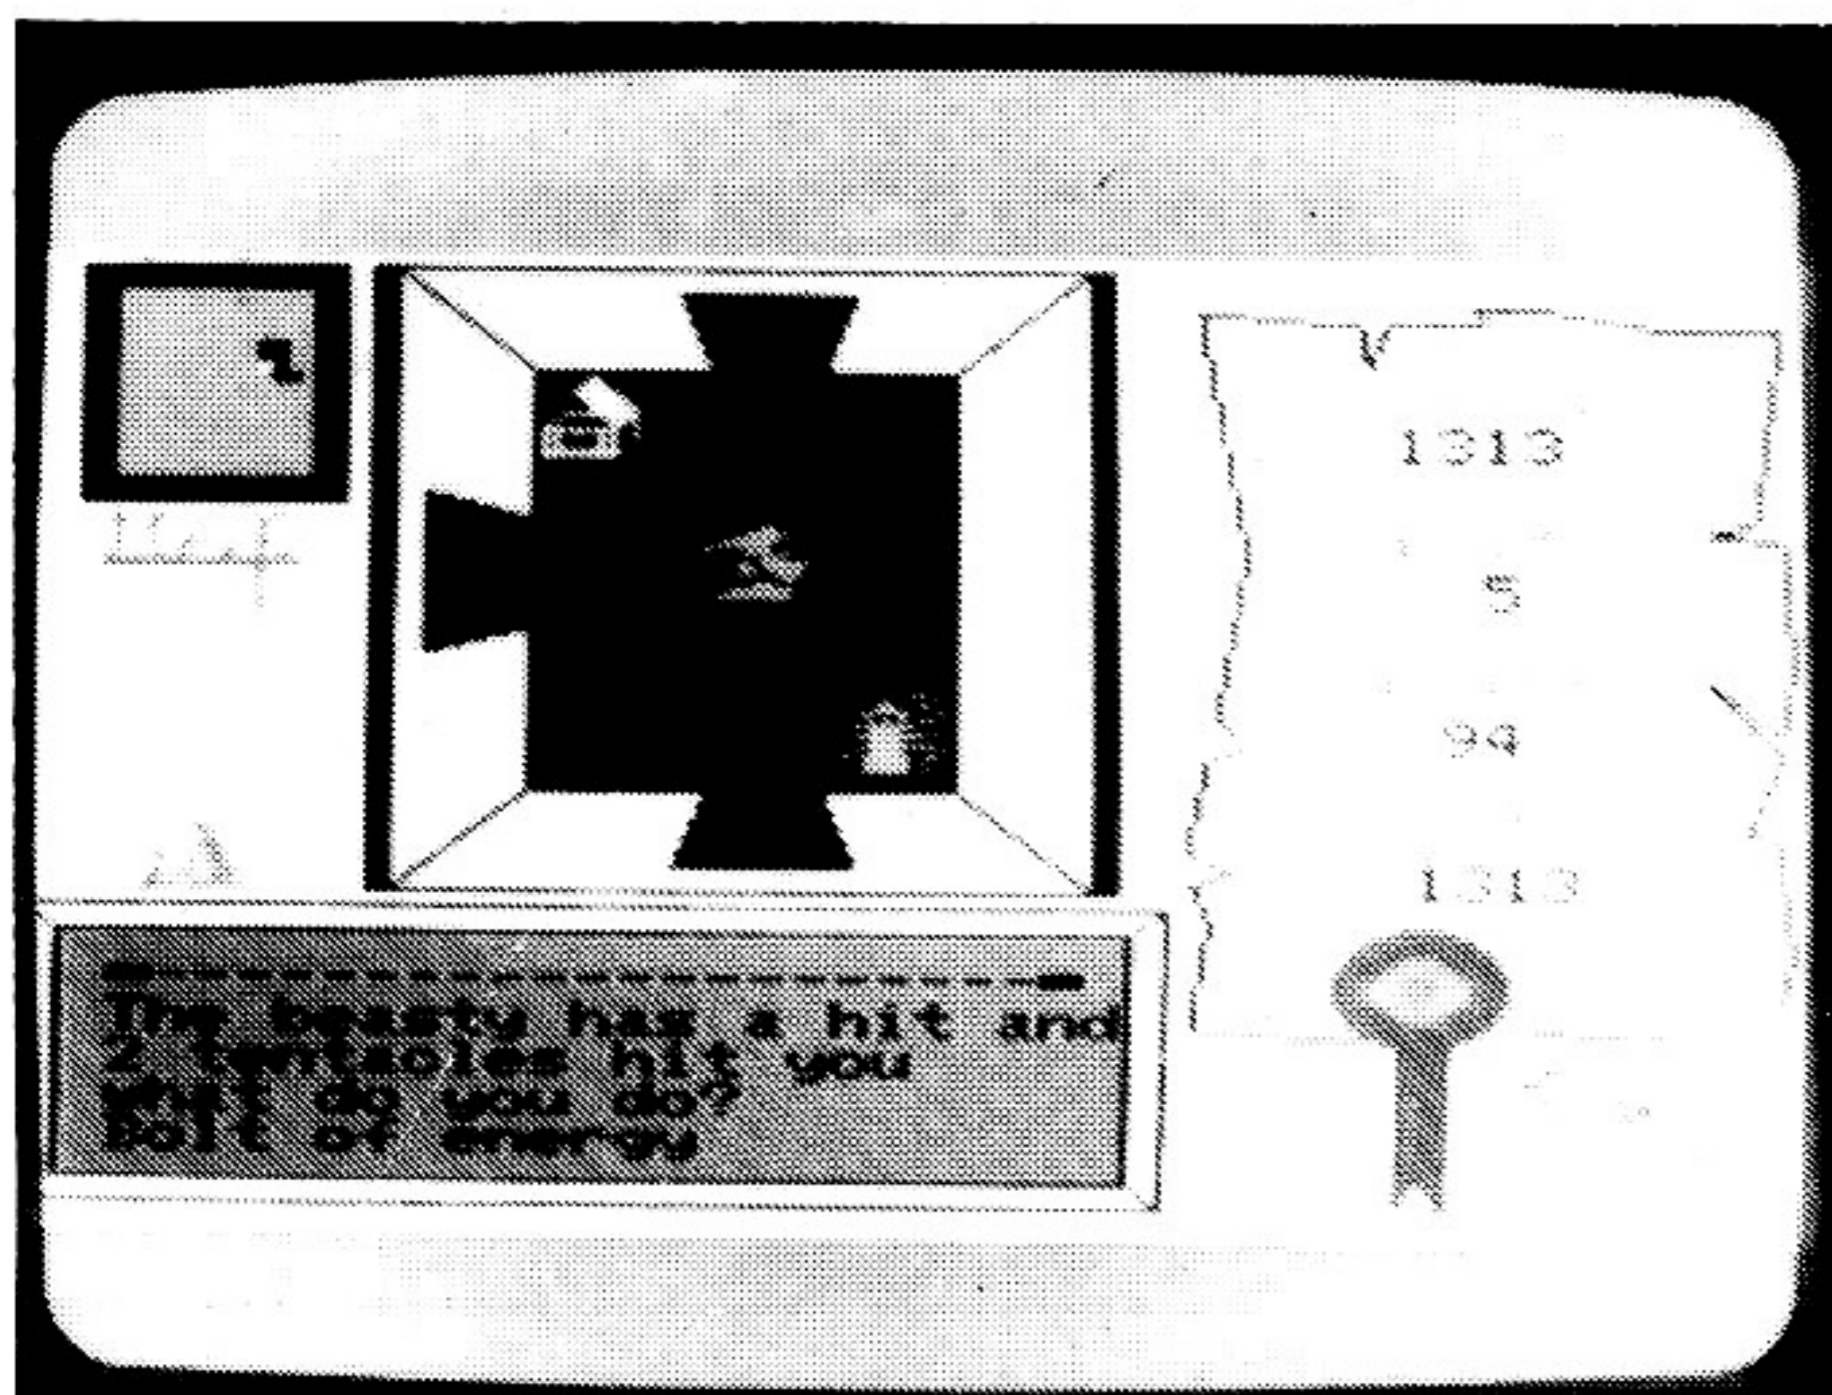 1313
5
94
1313
The beasty has a hit and
2 tentacles hit you
What do you do?
Bolt of energy